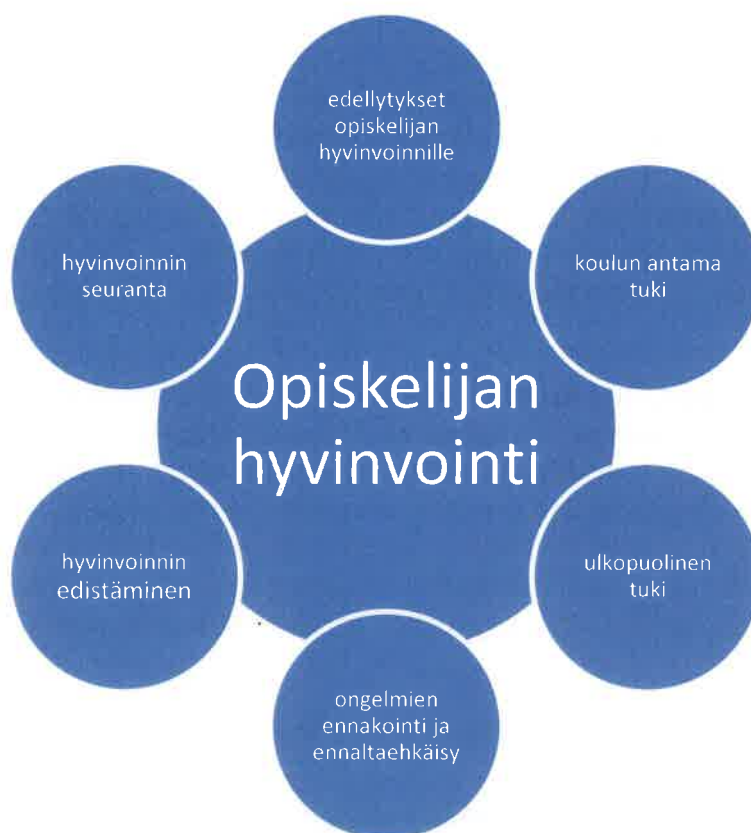 edellytykset
opiskelijan
hyvinvoinnille
koulun antama
tuki
ulkopuolinen
tuki
ongelmien
ennakointi ja
ennaltaehkäisy
hyvinvoinnin
edistäminen
hyvinvoinnin
seuranta
Opiskelijan
hyvinvointi